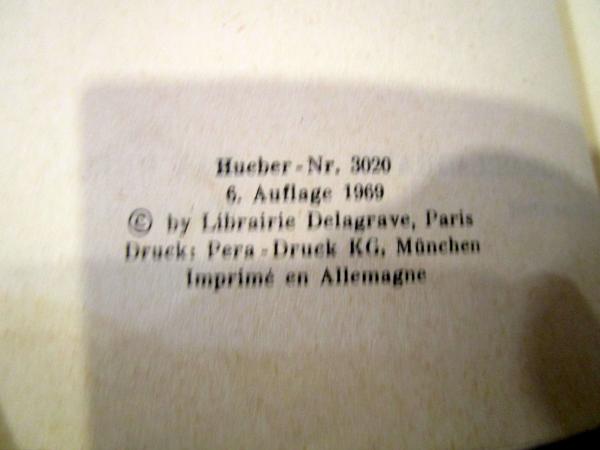 Hueber-Nr. 3020
6. Auflage 1969
© by Librairie Delagrave, Paris
Druck: Pera-Druck KG, München
Imprimé en Allemagne